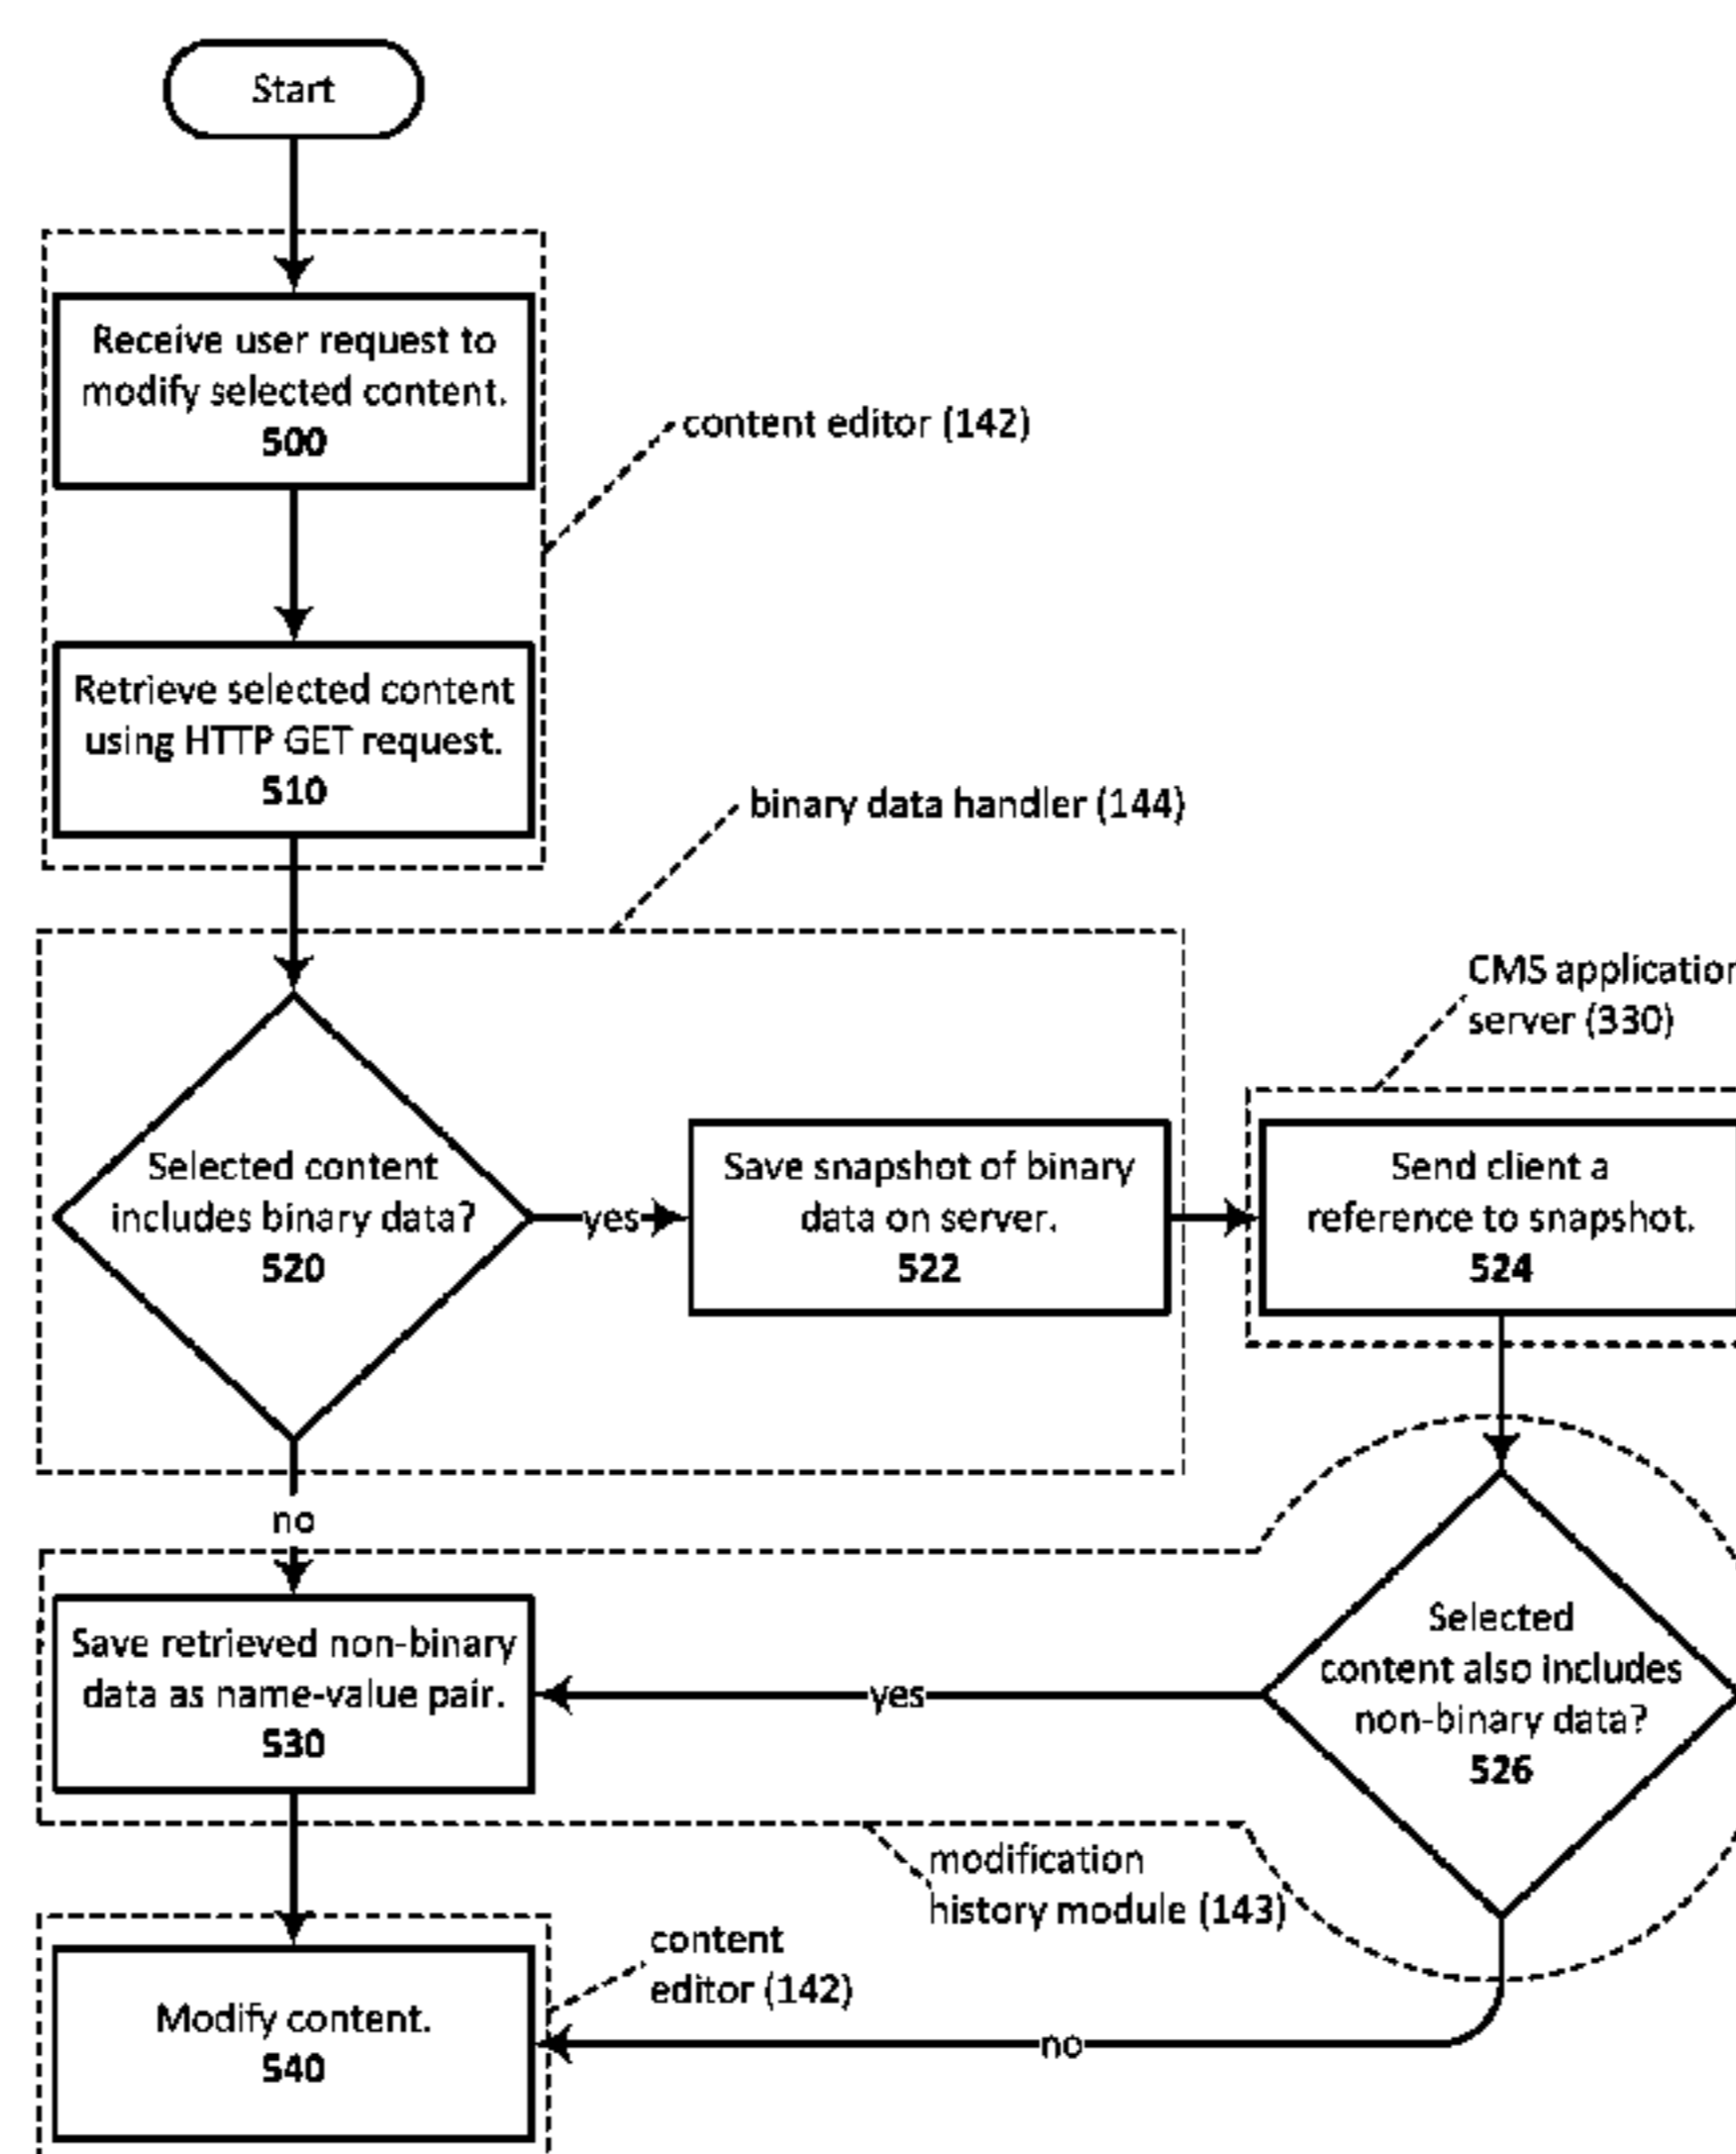 Start
Receive user request to
modify selected content.
500
content editor (142)
Retrieve selected content
using HTTP GET request.
510
binary data handler (144)
CMS application
server (330)
Selected content
includes binary data?
520
yes
Save snapshot of binary
data on server.
522
Send client a
reference to snapshot.
524
no
Save retrieved non-binary
data as name-value pair.
530
yes
Selected
content also includes
non-binary data?
526
modification
history module (143)
content
editor (142)
Modify content.
540
no